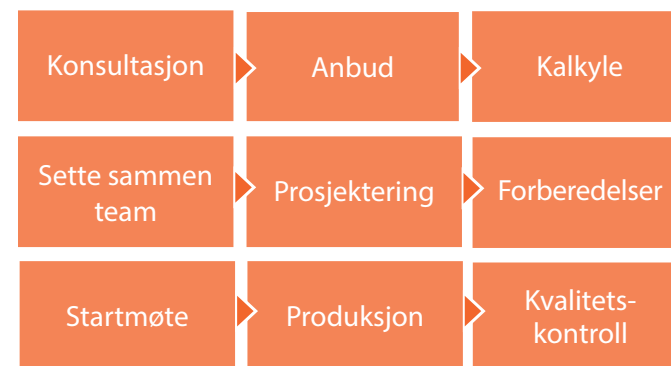 Konsultasjon
Anbud
Kalkyle
Sette sammen
team
Prosjektering
Forberedelser
Startmøte
Produksjon
Kvalitets-
kontroll